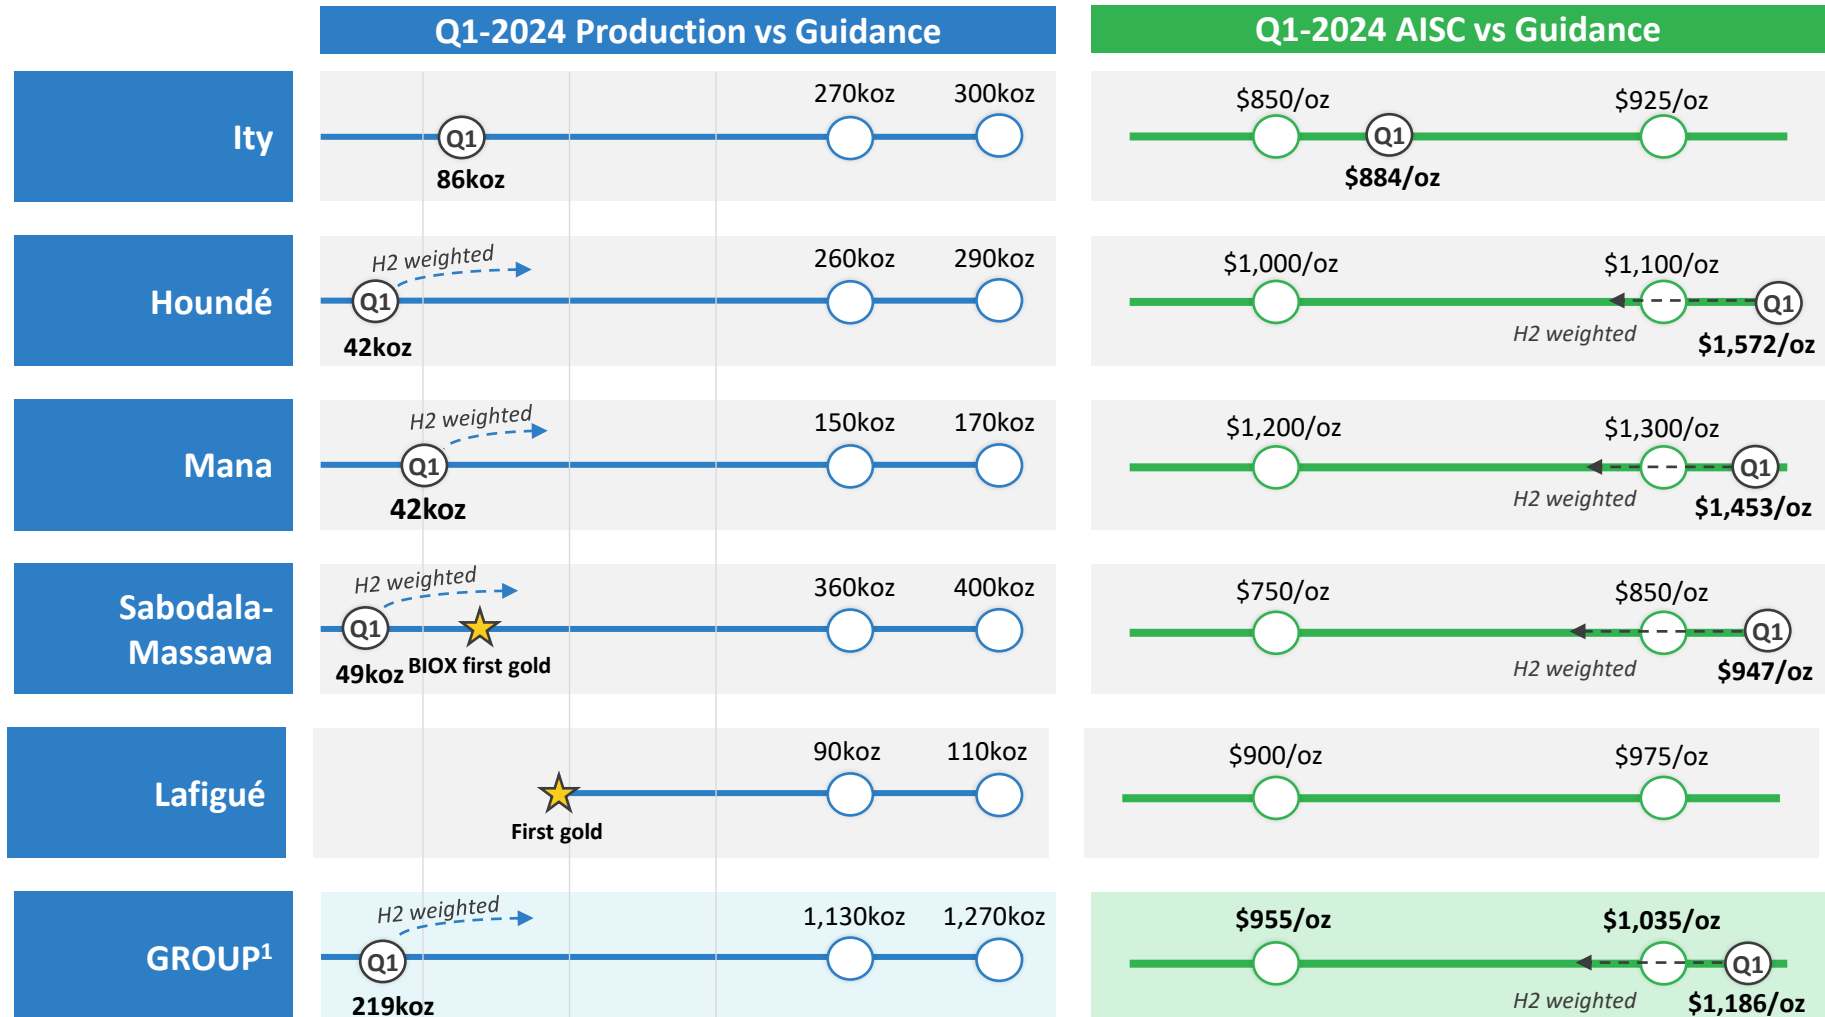 Q1-2024 Production vs Guidance
Q1-2024 AISC vs Guidance
Ity
270koz
300koz
Q1
86koz
$850/oz
$925/oz
Q1
$884/oz
Houndé
H2 weighted
260koz
290koz
Q1
42koz
$1,000/oz
$1,100/oz
Q1
H2 weighted
$1,572/oz
Mana
H2 weighted
150koz
170koz
Q1
42koz
$1,200/oz
$1,300/oz
Q1
H2 weighted
$1,453/oz
Sabodala-
Massawa
H2 weighted
360koz
400koz
Q1
49koz
BIOX first gold
$750/oz
$850/oz
Q1
H2 weighted
$947/oz
Lafigué
90koz
110koz
First gold
$900/oz
$975/oz
GROUP¹
H2 weighted
1,130koz
1,270koz
Q1
219koz
$955/oz
$1,035/oz
Q1
H2 weighted
$1,186/oz